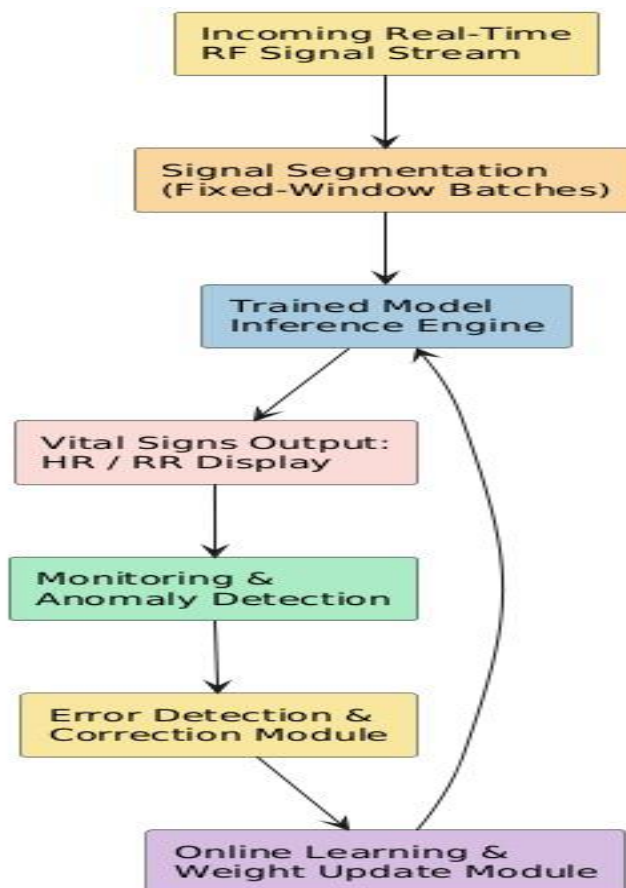 Incoming Real-Time
RF Signal Stream
Signal Segmentation
(Fixed-Window Batches)
Trained Model
Inference Engine
Vital Signs Output:
HR / RR Display
Monitoring &
Anomaly Detection
Error Detection &
Correction Module
Online Learning &
Weight Update Module